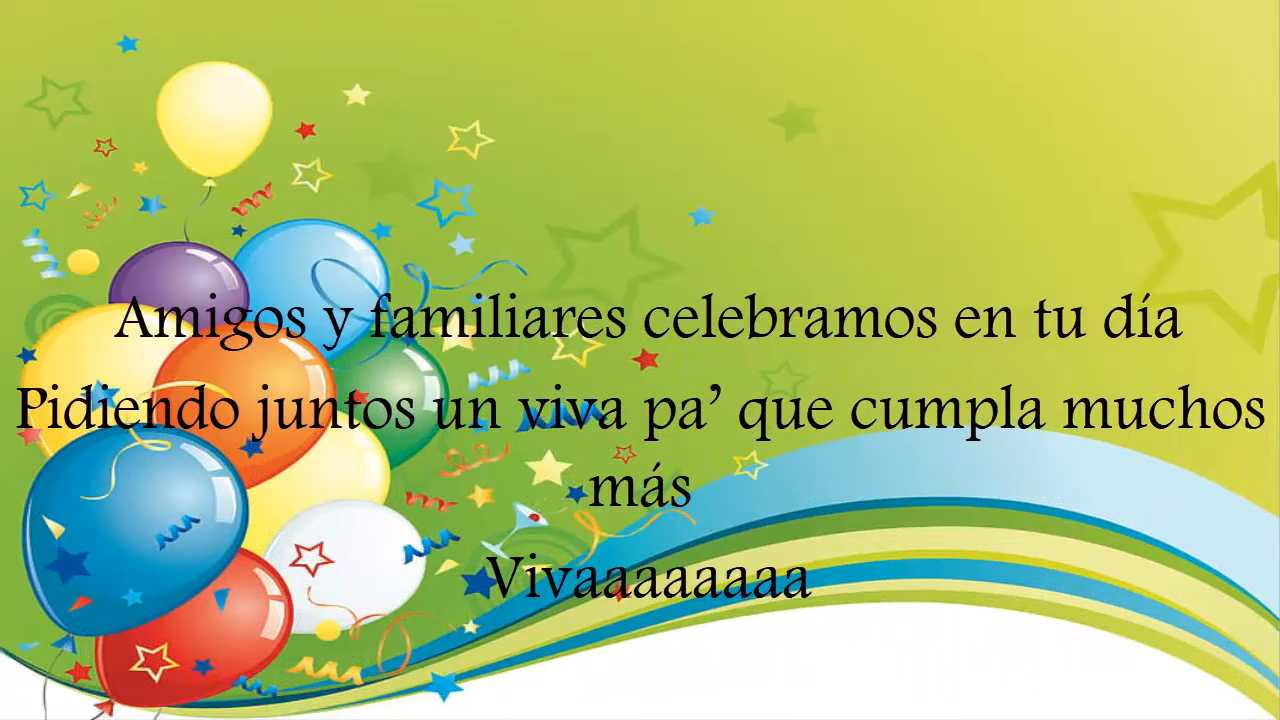 Amigos y familiares celebramos en tu día
Pidiendo juntos un viva pa’ que cumpla muchos
más
Vivaaaaaaaa